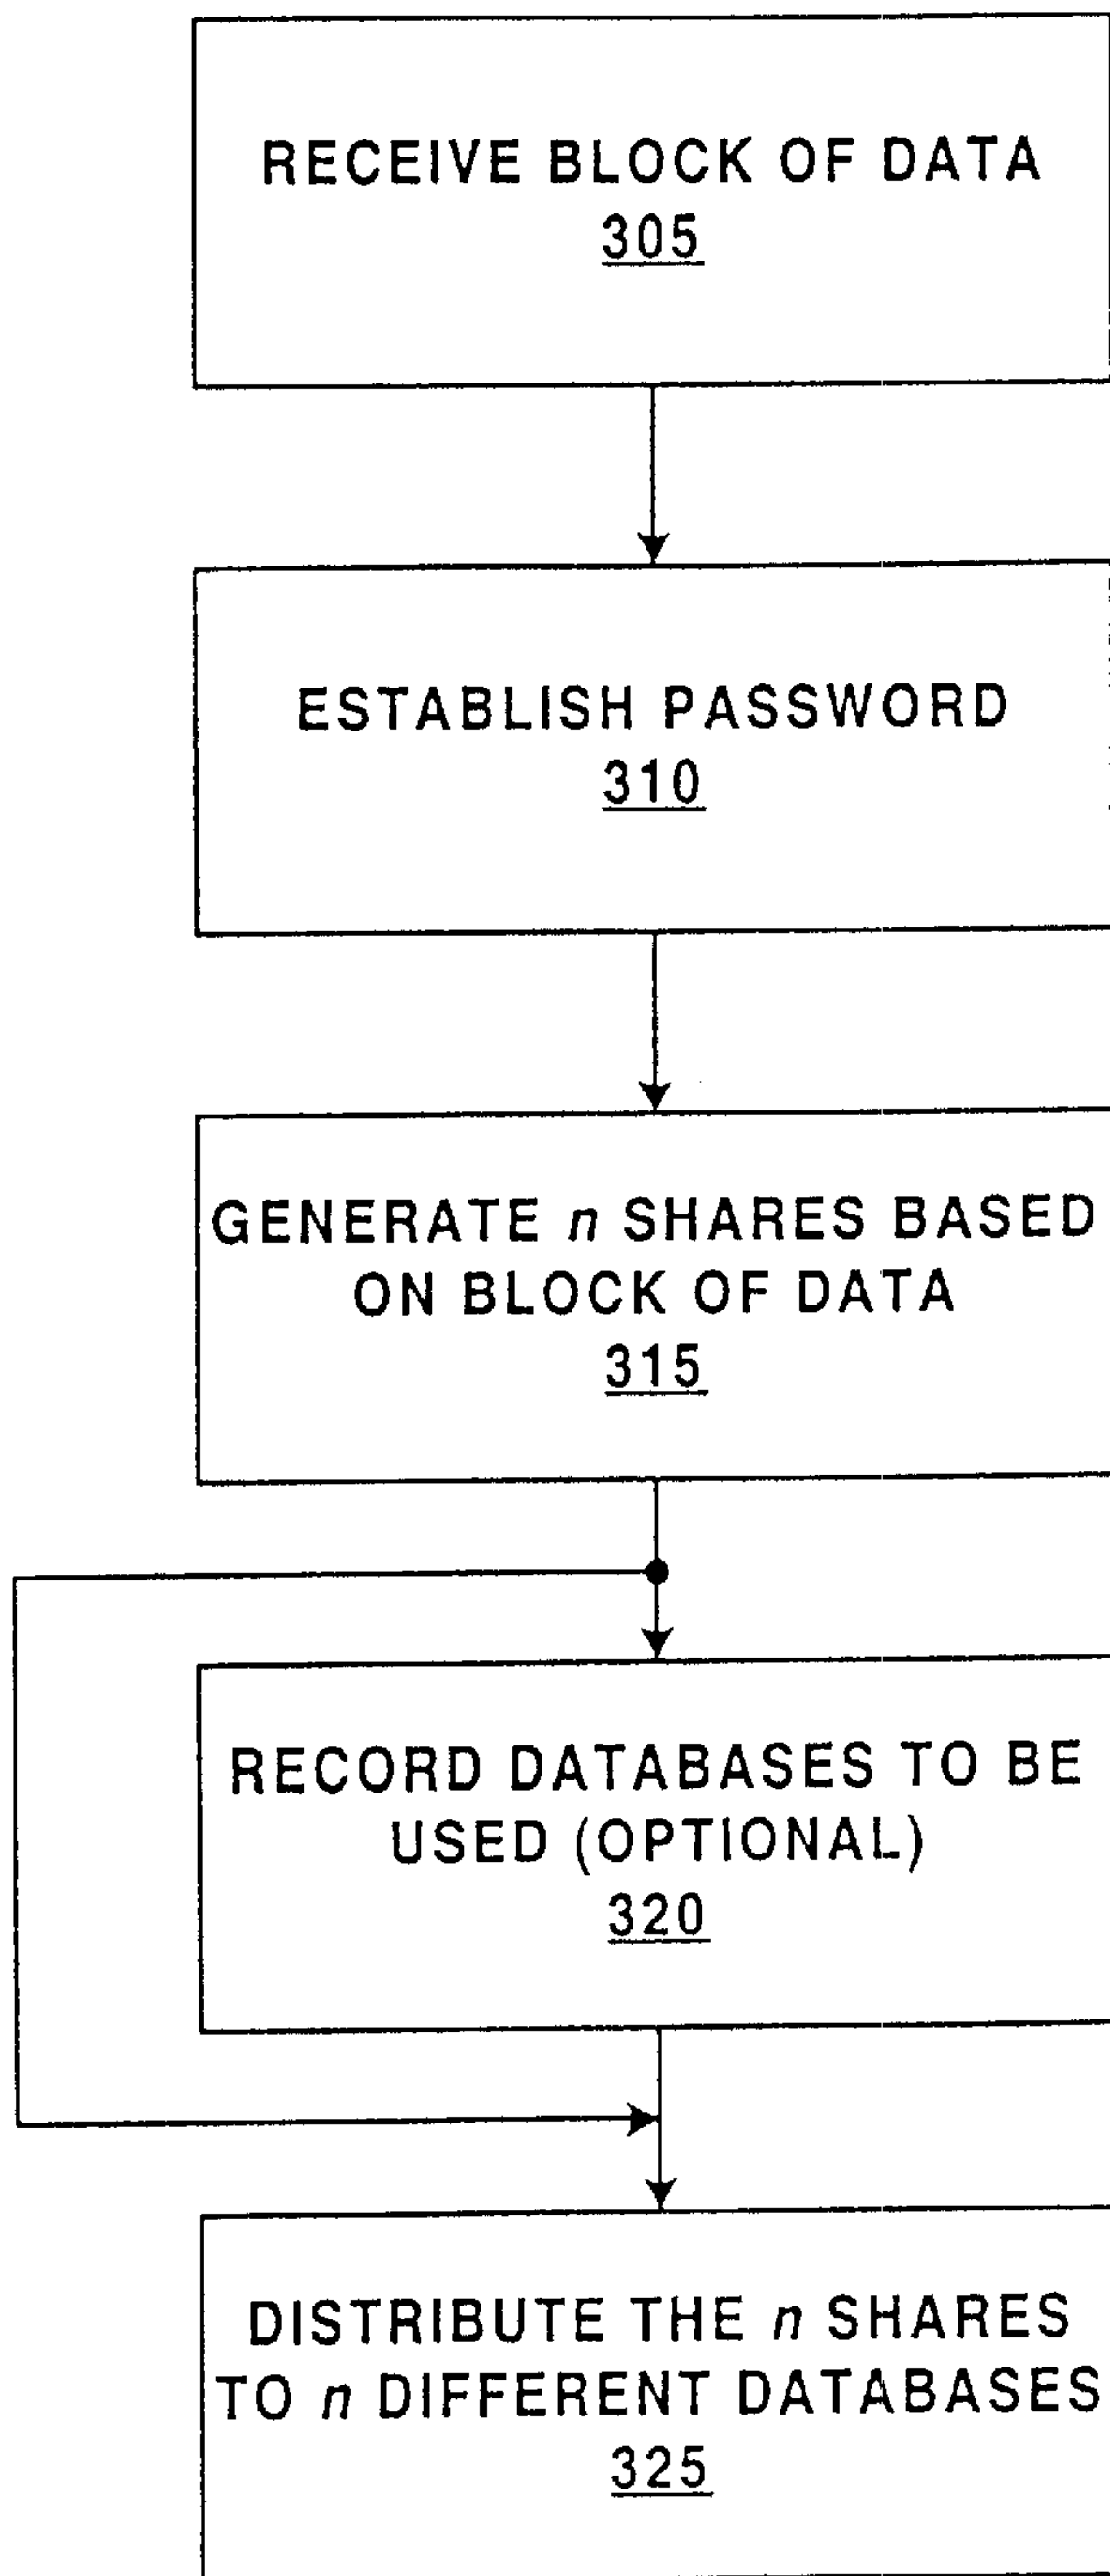 RECEIVE BLOCK OF DATA
305
ESTABLISH PASSWORD
310
GENERATE n SHARES BASED
ON BLOCK OF DATA
315
RECORD DATABASES TO BE
USED (OPTIONAL)
320
DISTRIBUTE THE n SHARES
TO n DIFFERENT DATABASES
325